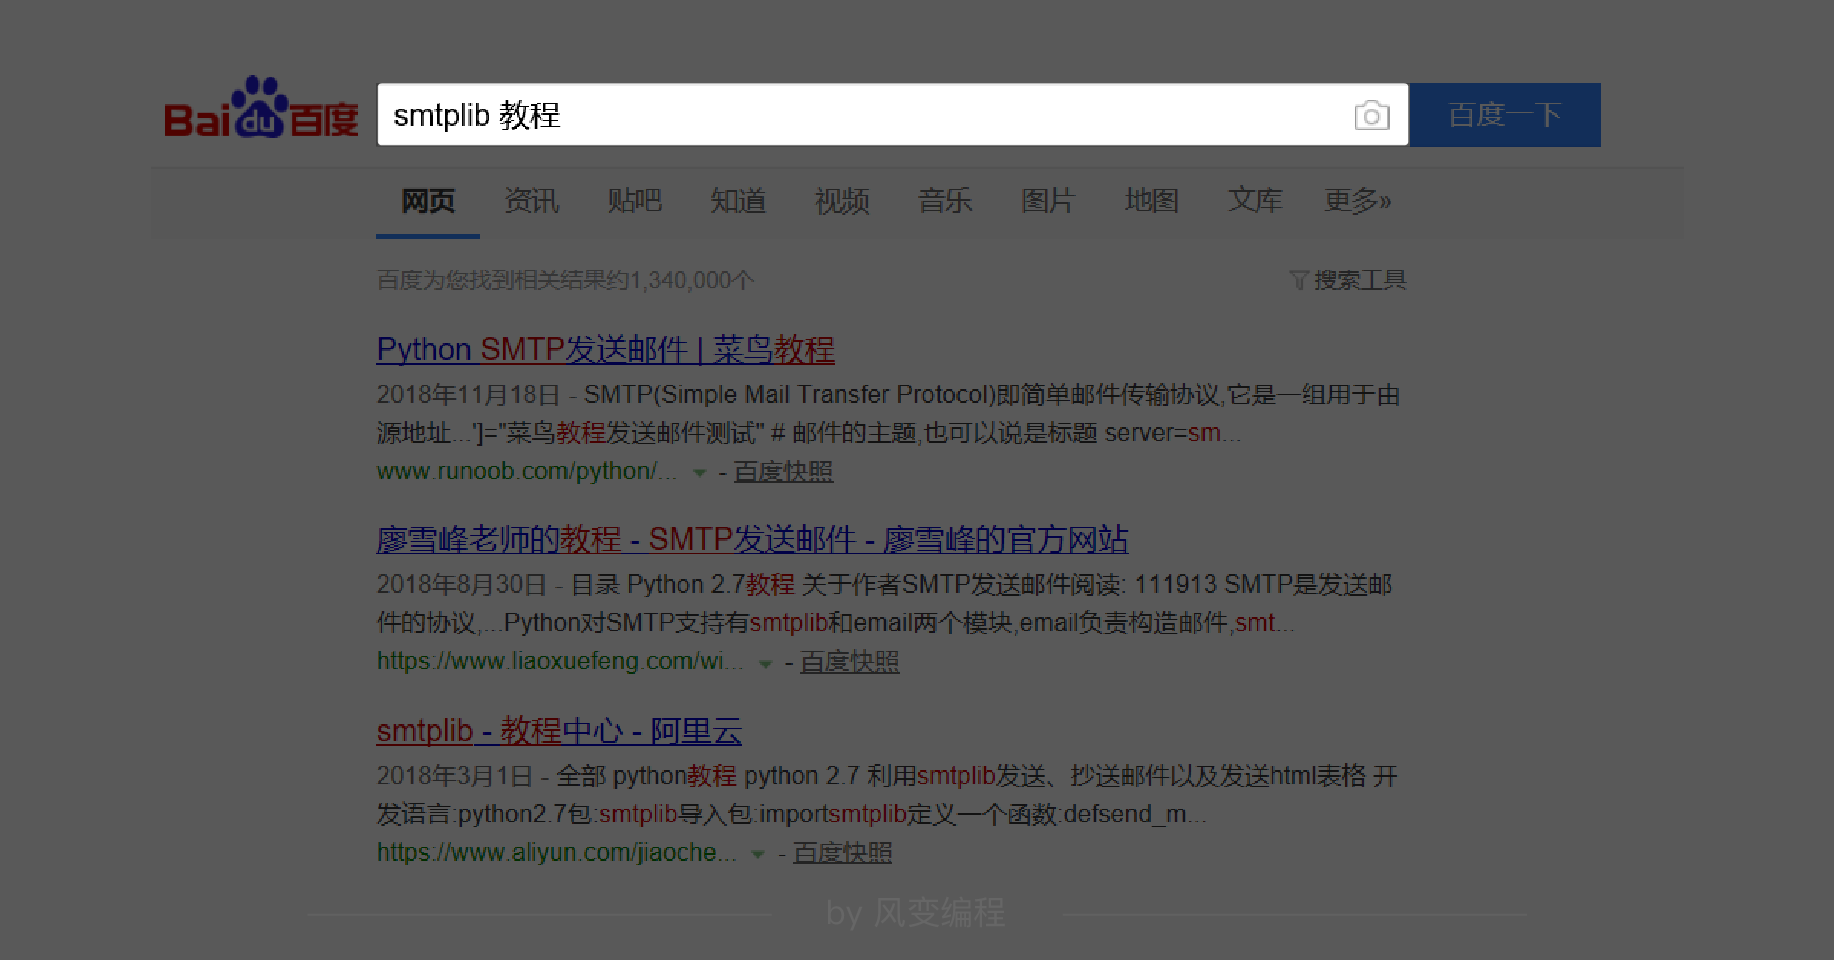 Bai du 百度
smtplib 教程
百度一下
网页 资讯 贴吧 知道 视频 音乐 图片 地图 文库 更多»
百度为您找到相关结果约1,340,000个 搜索工具
Python SMTP发送邮件 | 菜鸟教程
2018年11月18日 - SMTP(Simple Mail Transfer Protocol)即简单邮件传输协议,它是一组用于由
源地址...']="菜鸟教程发送邮件测试" # 邮件的主题,也可以说是标题 server=sm...
www.runoob.com/python/... - 百度快照
廖雪峰老师的教程 - SMTP发送邮件 - 廖雪峰的官方网站
2018年8月30日 - 目录 Python 2.7教程 关于作者SMTP发送邮件阅读: 111913 SMTP是发送邮
件的协议,...Python对SMTP支持有smtplib和email两个模块,email负责构造邮件,smt...
https://www.liaoxuefeng.com/wi... - 百度快照
smtplib - 教程中心 - 阿里云
2018年3月1日 - 全部 python教程 python 2.7 利用smtplib发送、抄送邮件以及发送html表格 开
发语言:python2.7包:smtplib导入包:importsmtplib定义一个函数:defsend_m...
https://www.aliyun.com/jiaoche... - 百度快照
by 风变编程